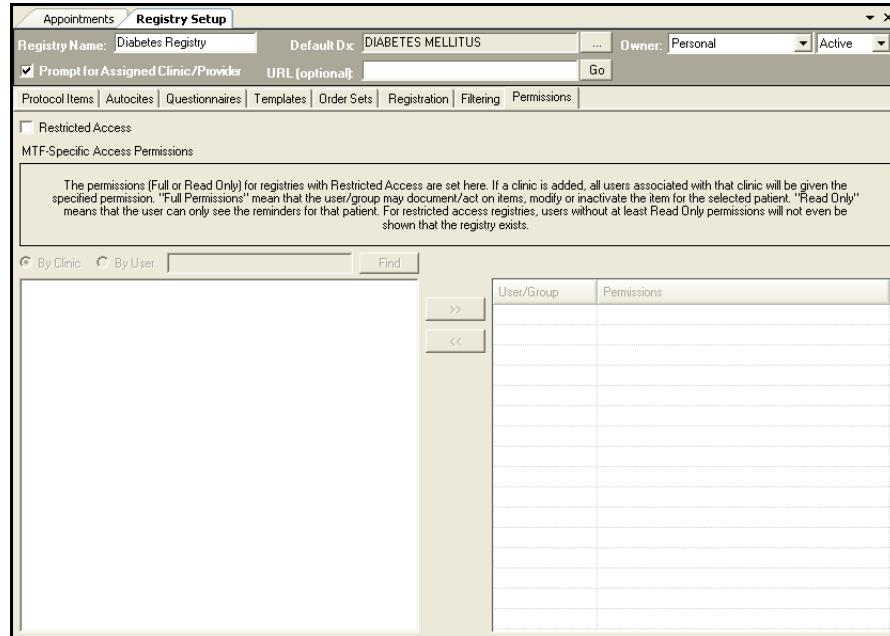 Appointments Registry Setup
Registry Name: Diabetes Registry Default Dx: DIABETES MELLITUS ... Owner: Personal Active
Prompt for Assigned Clinic/Provider URL (optional): Go
Protocol Items Autocites Questionnaires Templates Order Sets Registration Filtering Permissions
Restricted Access
MTF-Specific Access Permissions
The permissions (Full or Read Only) for registries with Restricted Access are set here. If a clinic is added, all users associated with that clinic will be given the
specified permission. "Full Permissions" mean that the user/group may document/act on items, modify or inactivate the item for the selected patient. "Read Only"
means that the user can only see the reminders for that patient. For restricted access registries, users without at least Read Only permissions will not even be
shown that the registry exists.
By Clinic By User Find
User/Group Permissions
>>
<<